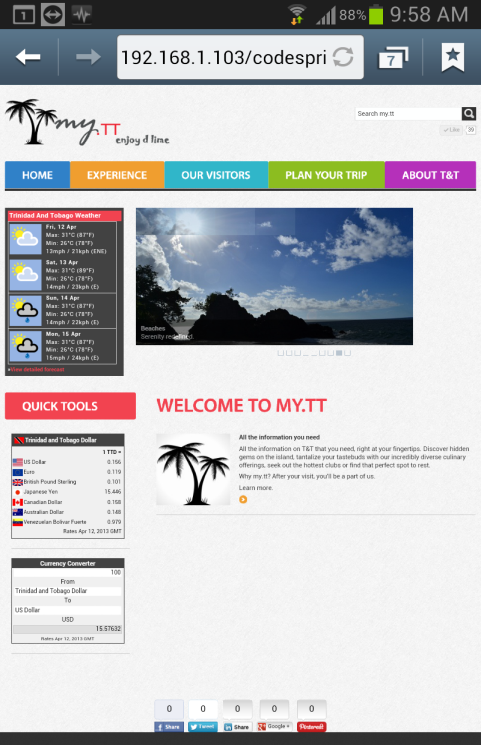 1
88%
9:58 AM
192.168.1.103/codespri
7
my.TT
enjoy d lime
Search my.tt
Like
39
HOME
EXPERIENCE
OUR VISITORS
PLAN YOUR TRIP
ABOUT T&T
Trinidad And Tobago Weather
Fri, 12 Apr
Max: 31°C (87°F)
Min: 26°C (78°F)
13mph / 21kph (ENE)
Sat, 13 Apr
Max: 31°C (89°F)
Min: 26°C (78°F)
14mph / 23kph (E)
Sun, 14 Apr
Max: 31°C (87°F)
Min: 26°C (78°F)
14mph / 22kph (E)
Mon, 15 Apr
Max: 31°C (87°F)
Min: 26°C (78°F)
15mph / 24kph (E)
View detailed forecast
Beaches
Serenity redefined.
QUICK TOOLS
Trinidad and Tobago Dollar
1 TTD =
US Dollar 0.156
Euro 0.119
British Pound Sterling 0.101
Japanese Yen 15.446
Canadian Dollar 0.158
Australian Dollar 0.148
Venezuelan Bolivar Fuerte 0.979
Rates Apr 12, 2013 GMT
Currency Converter
100
From
Trinidad and Tobago Dollar
To
US Dollar
USD
15.57632
Rates Apr 12, 2013 GMT
WELCOME TO MY.TT
All the information you need
All the information on T&T that you need, right at your fingertips. Discover hidden
gems on the island, tantalize your tastebuds with our incredibly diverse culinary
offerings, seek out the hottest clubs or find that perfect spot to rest.
Why my.tt? After your visit, you'll be a part of us.
Learn more.
0 0 0 0 0
Share Tweet Share Google + Pinterest